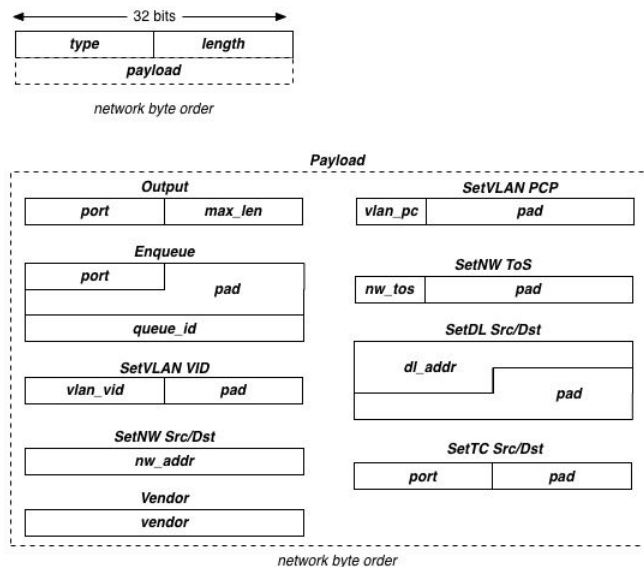 32 bits
type length
payload
network byte order
Payload
Output
port max_len
Enqueue
port
pad
queue_id
SetVLAN VID
vlan_vid pad
SetNW Src/Dst
nw_addr
Vendor
vendor
SetVLAN PCP
vlan_pc pad
SetNW ToS
nw_tos pad
SetDL Src/Dst
dl_addr
pad
SetTC Src/Dst
port pad
network byte order